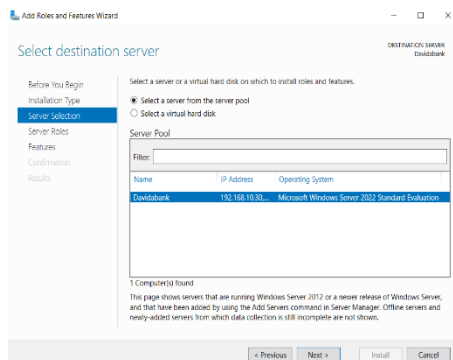 Add Roles and Features Wizard
Select destination server
DESTINATION SERVER
Davidabank
Before You Begin
Installation Type
Server Selection
Server Roles
Features
Confirmation
Results
Select a server or a virtual hard disk on which to install roles and features.
Select a server from the server pool
Select a virtual hard disk
Server Pool
Filter:
Name IP Address Operating System
Davidabank 192.168.10.30,... Microsoft Windows Server 2022 Standard Evaluation
1 Computer(s) found
This page shows servers that are running Windows Server 2012 or a newer release of Windows Server,
and that have been added by using the Add Servers command in Server Manager. Offline servers and
newly-added servers from which data collection is still incomplete are not shown.
< Previous Next > Install Cancel